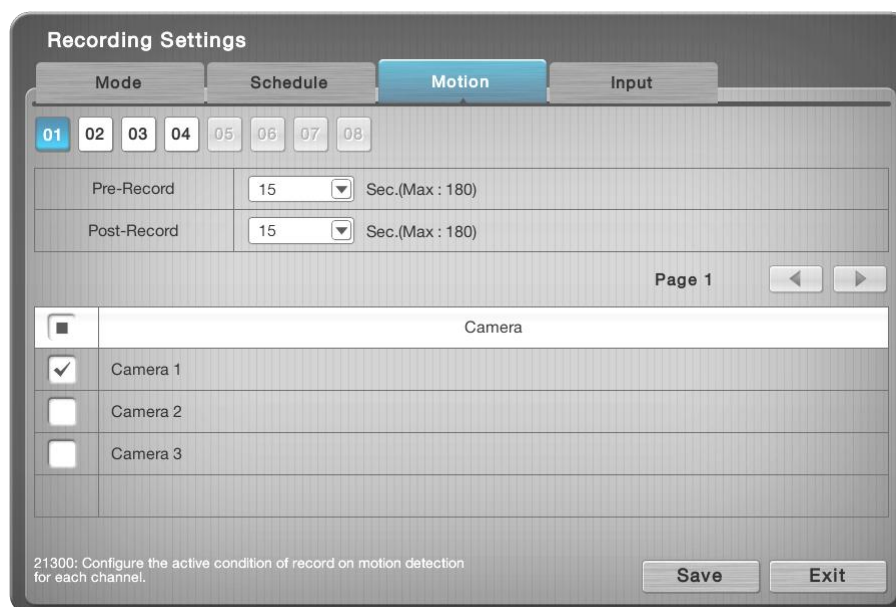 Recording Settings
Mode Schedule Motion Input
01 02 03 04 05 06 07 08
Pre-Record 15 Sec.(Max : 180)
Post-Record 15 Sec.(Max : 180)
Page 1
Camera
Camera 1
Camera 2
Camera 3
21300: Configure the active condition of record on motion detection
for each channel.
Save Exit